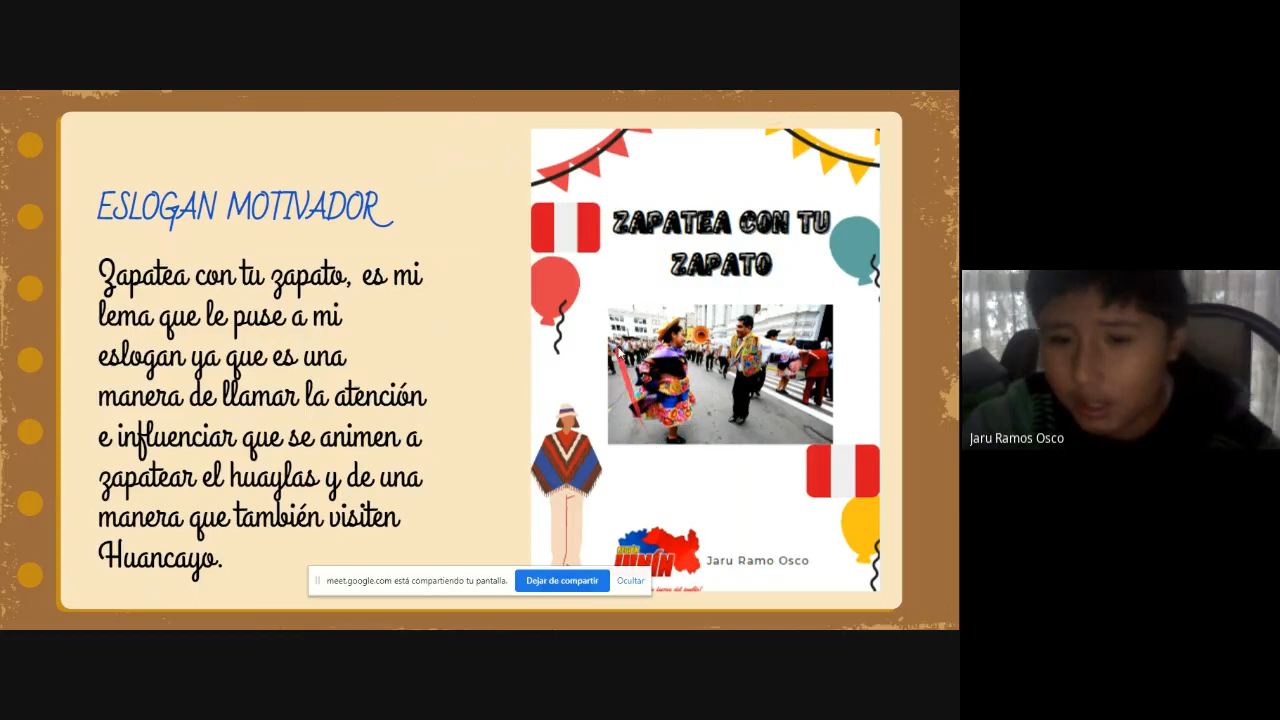 ESLOGAN MOTIVADOR
Zapatea con tu zapato, es mi
lema que le puse a mi
eslogan ya que es una
manera de llamar la atención
e influenciar que se animen a
zapatear el huaylas y de una
manera que también visiten
Huancayo.
ZAPATEA CON TU
ZAPATO
JUNÍN
Jaru Ramo Osco
meet.google.com está compartiendo tu pantalla.
Dejar de compartir
Ocultar
Jaru Ramos Osco